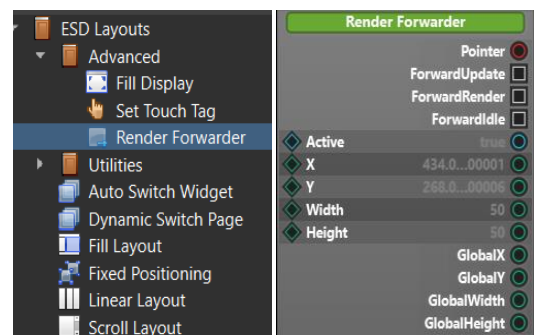 ESD Layouts
Advanced
Fill Display
Set Touch Tag
Render Forwarder
Utilities
Auto Switch Widget
Dynamic Switch Page
Fill Layout
Fixed Positioning
Linear Layout
Scroll Layout
Render Forwarder
Pointer
ForwardUpdate
ForwardRender
ForwardIdle
Active true
X 434.0...00001
Y 268.0...00006
Width 50
Height 50
GlobalX
GlobalY
GlobalWidth
GlobalHeight